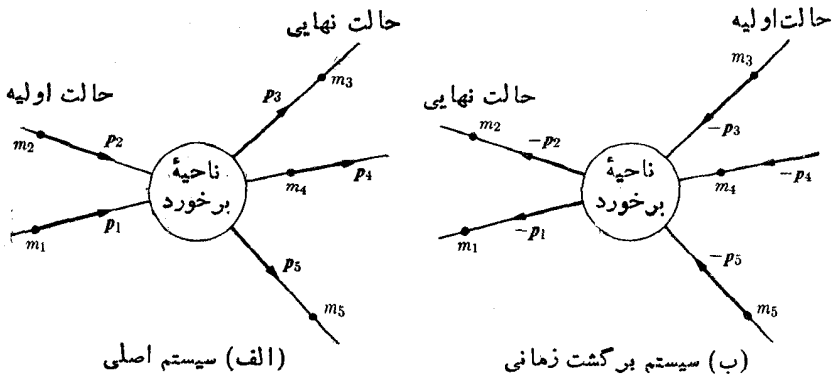 حالت نهایی
m₃
p₃
حالت اولیه
m₂
p₂
ناحیهٔ
برخورد
m₄
p₄
p₁
m₁
p₅
m₅
(الف) سیستم اصلی
حالت اولیه
m₃
−p₃
حالت نهایی
m₂
−p₂
ناحیهٔ
برخورد
m₄
−p₄
−p₁
m₁
−p₅
m₅
(ب) سیستم برگشت زمانی